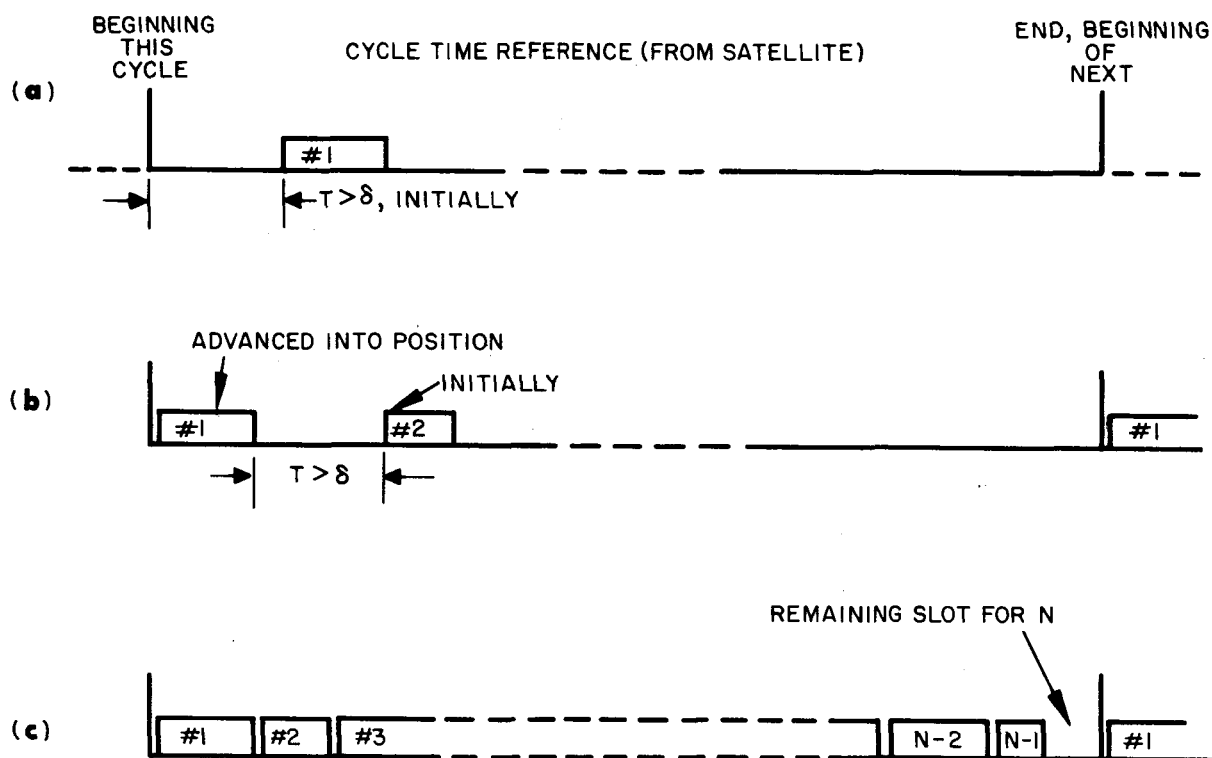 BEGINNING
THIS
CYCLE
CYCLE TIME REFERENCE (FROM SATELLITE)
END, BEGINNING
OF
NEXT
(a)
#1
T>δ, INITIALLY
ADVANCED INTO POSITION
INITIALLY
(b)
#1
#2
#1
T>δ
REMAINING SLOT FOR N
(c)
#1
#2
#3
N-2
N-1
#1